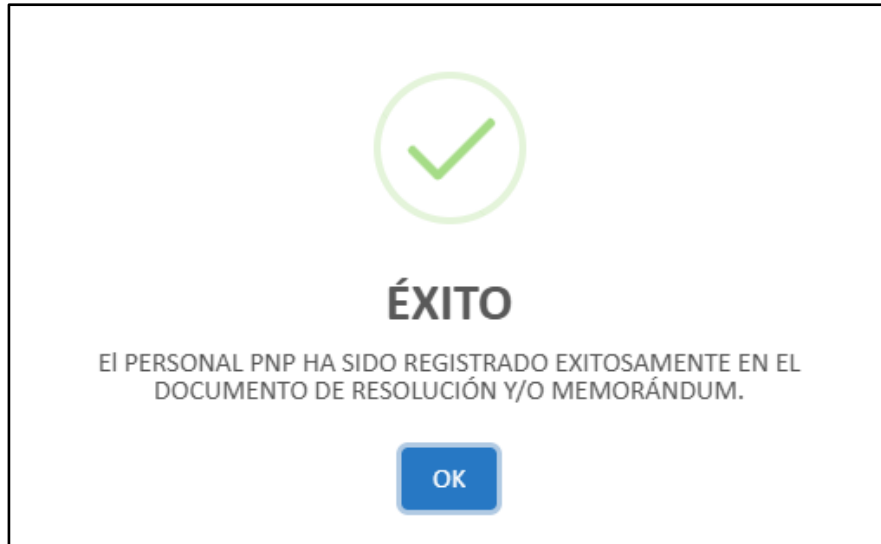 ÉXITO
El PERSONAL PNP HA SIDO REGISTRADO EXITOSAMENTE EN EL
DOCUMENTO DE RESOLUCIÓN Y/O MEMORÁNDUM.
OK